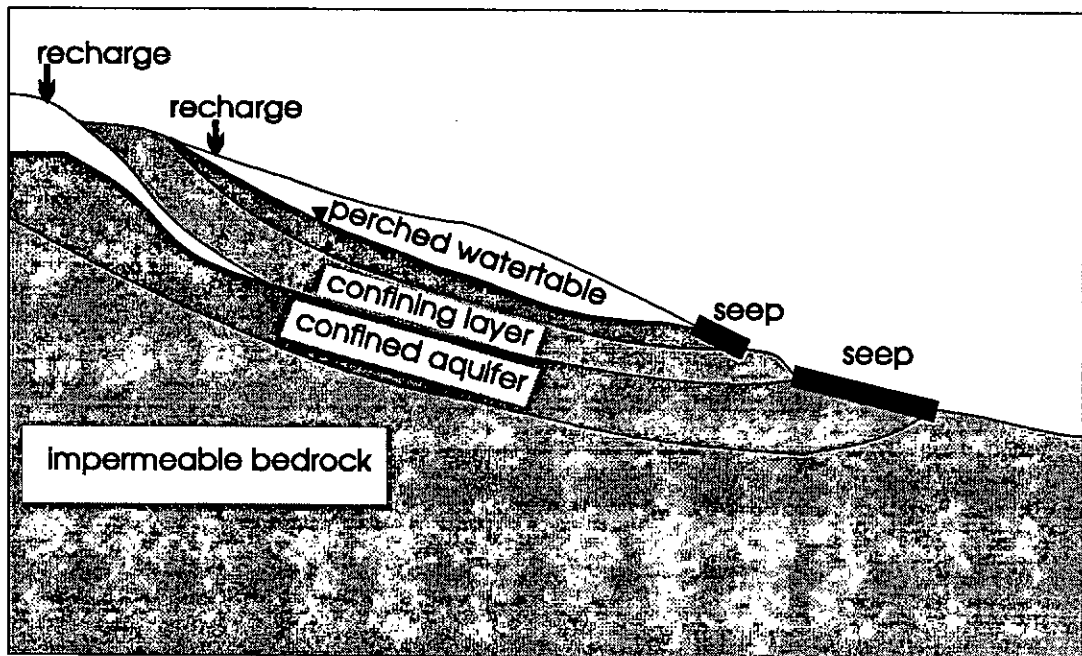 recharge
recharge
perched watertable
confining layer
confined aquifer
seep
seep
impermeable bedrock